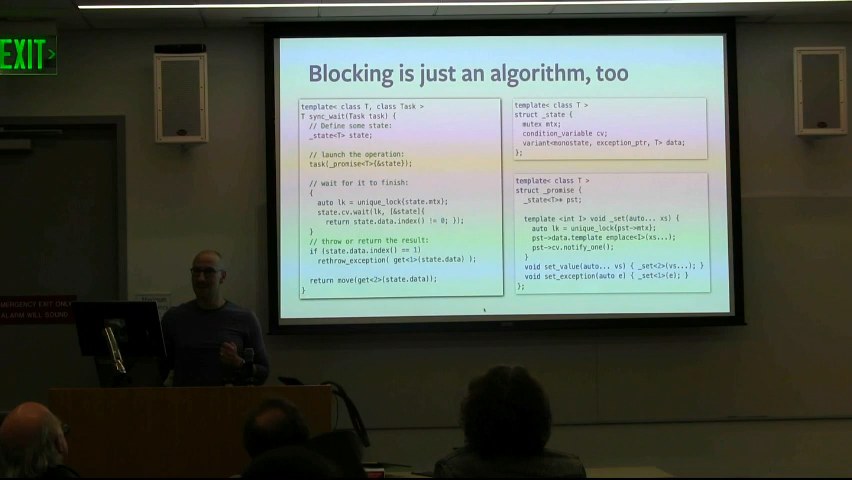 EXIT
Blocking is just an algorithm, too
template< class T, class Task >
T sync_wait(Task task) {
// Define some state:
_state<T> state;
// launch the operation:
task(_promise<T>{&state});
// wait for it to finish:
{
auto lk = unique_lock{state.mtx};
state.cv.wait(lk, [&state]{
return state.data.index() != 0; });
}
// throw or return the result:
if (state.data.index() == 1)
rethrow_exception( get<1>(state.data) );
return move(get<2>(state.data));
}
template< class T >
struct _state {
mutex mtx;
condition_variable cv;
variant<monostate, exception_ptr, T> data;
};
template< class T >
struct _promise {
_state<T>* pst;
template <int I> void _set(auto... xs) {
auto lk = unique_lock{pst->mtx};
pst->data.template emplace<I>(xs...);
pst->cv.notify_one();
}
void set_value(auto... vs) { _set<2>(vs...); }
void set_exception(auto e) { _set<1>(e); }
};
EMERGENCY EXIT ONLY
ALARM WILL SOUND